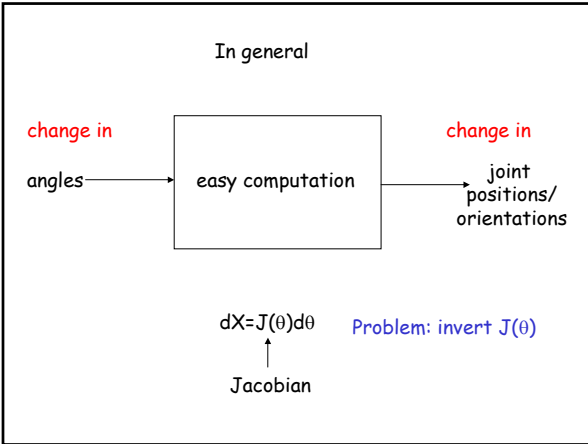 In general
change in
angles
easy computation
change in
joint
positions/
orientations
dX=J(θ)dθ
Problem: invert J(θ)
Jacobian